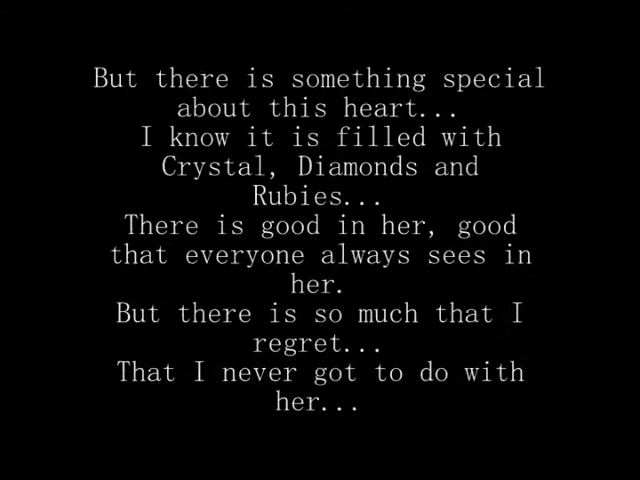 But there is something special
about this heart...
I know it is filled with
Crystal, Diamonds and
Rubies...
There is good in her, good
that everyone always sees in
her.
But there is so much that I
regret...
That I never got to do with
her...